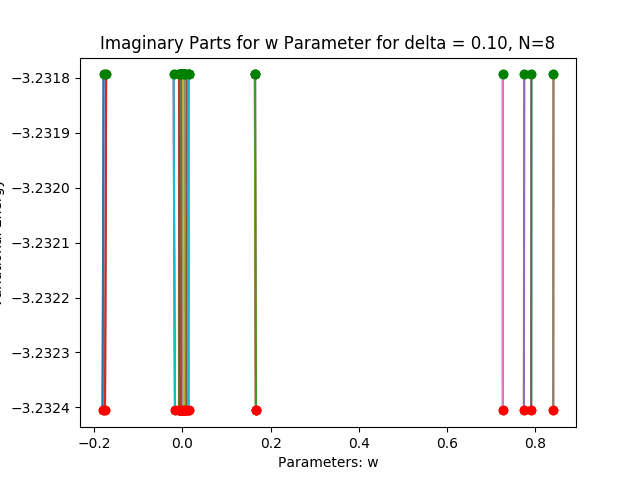 Imaginary Parts for w Parameter for delta = 0.10, N=8
−3.2318
−3.2319
−3.2320
−3.2321
−3.2322
−3.2323
−3.2324
−0.2 0.0 0.2 0.4 0.6 0.8
Parameters: w